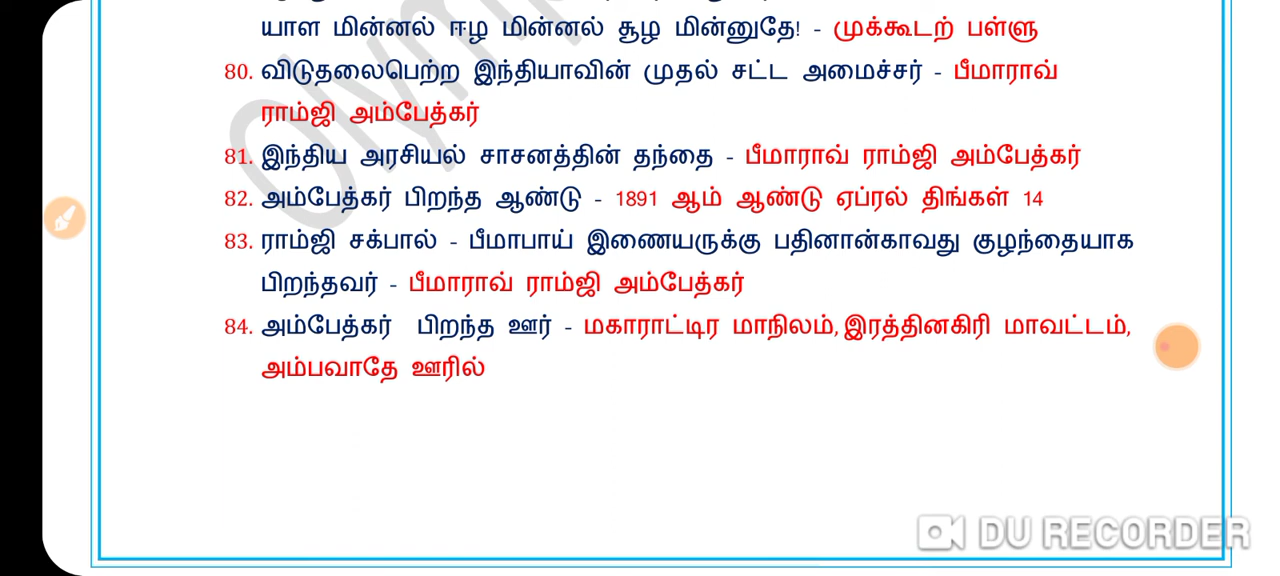 யாள மின்னல் ஈழ மின்னல் சூழ மின்னுதே! - முக்கூடற் பள்ளு
80. விடுதலைபெற்ற இந்தியாவின் முதல் சட்ட அமைச்சர் - பீமாராவ்
ராம்ஜி அம்பேத்கர்
81. இந்திய அரசியல் சாசனத்தின் தந்தை - பீமாராவ் ராம்ஜி அம்பேத்கர்
82. அம்பேத்கர் பிறந்த ஆண்டு - 1891 ஆம் ஆண்டு ஏப்ரல் திங்கள் 14
83. ராம்ஜி சக்பால் - பீமாபாய் இணையருக்கு பதினான்காவது குழந்தையாக
பிறந்தவர் - பீமாராவ் ராம்ஜி அம்பேத்கர்
84. அம்பேத்கர் பிறந்த ஊர் - மகாராட்டிர மாநிலம், இரத்தினகிரி மாவட்டம்,
அம்பவாதே ஊரில்
DU RECORDER